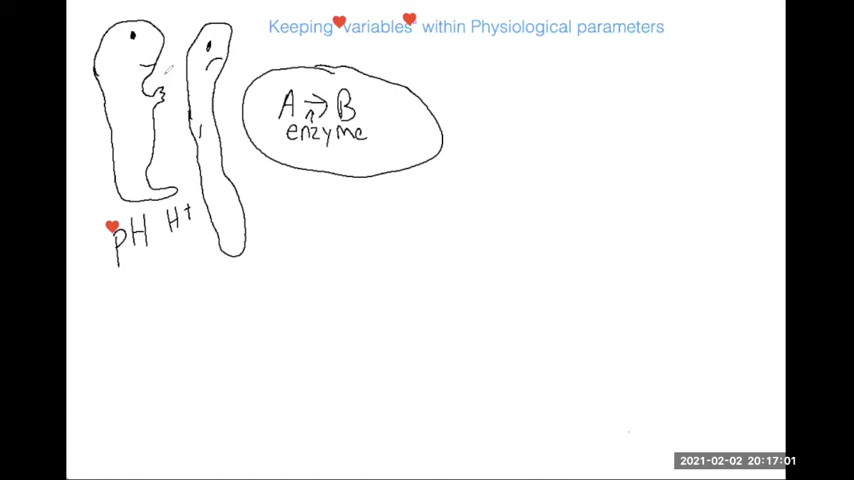 Keeping variables within Physiological parameters
A → B
enzyme
pH H+
2021-02-02 20:17:01